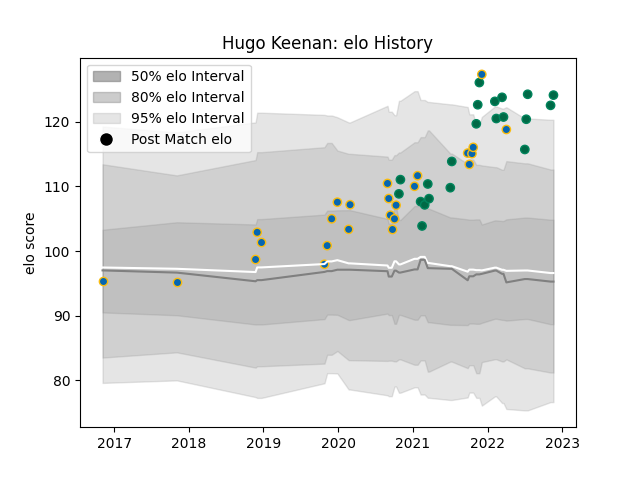 Hugo Keenan: elo History
50% elo Interval
80% elo Interval
95% elo Interval
Post Match elo
elo score
120
110
100
90
80
2017 2018 2019 2020 2021 2022 2023